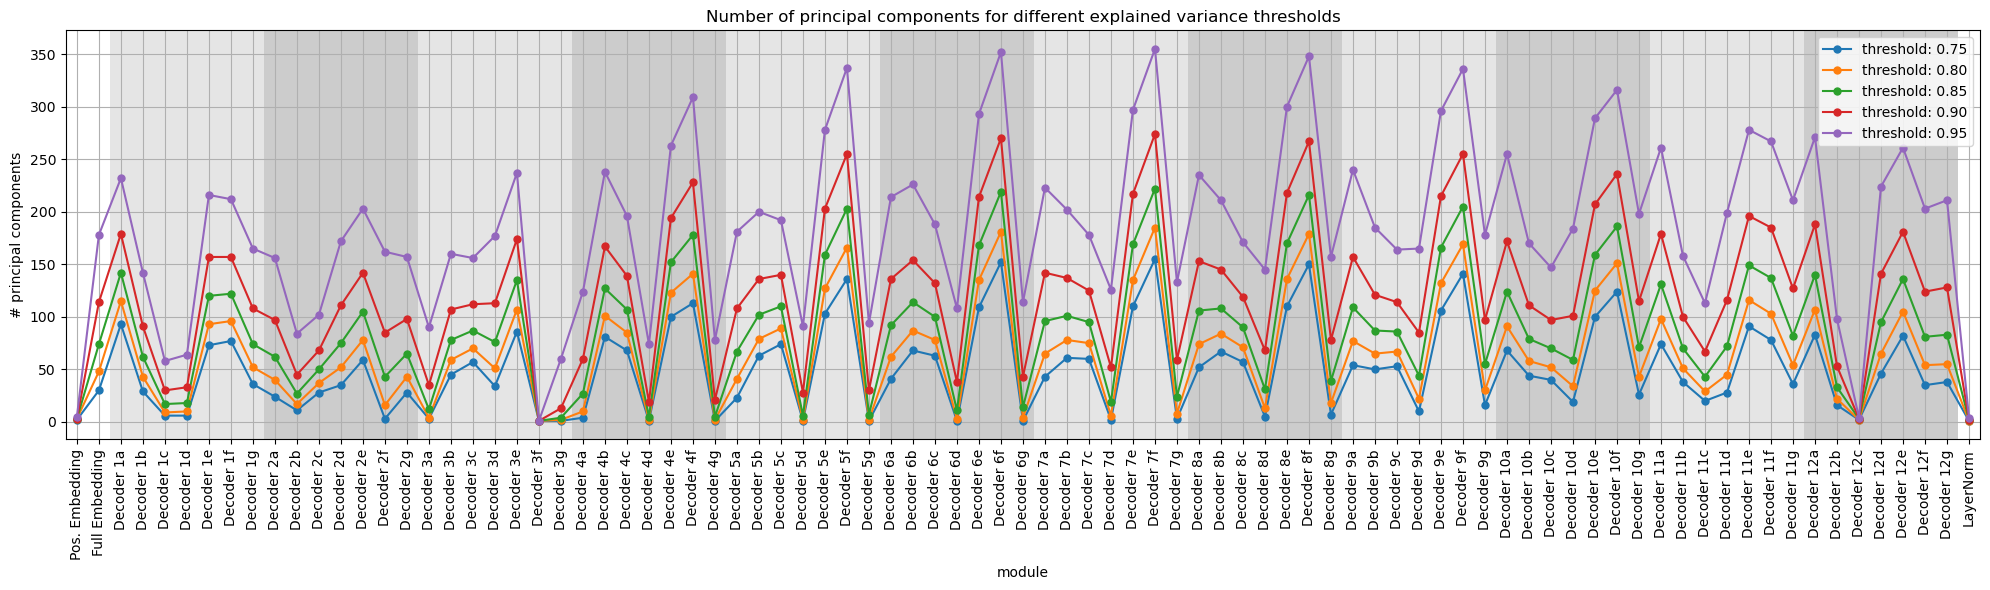 Number of principal components for different explained variance thresholds
# principal components
350
300
250
200
150
100
50
0
threshold: 0.75
threshold: 0.80
threshold: 0.85
threshold: 0.90
threshold: 0.95
Pos. Embedding
Full Embedding
Decoder 1a
Decoder 1b
Decoder 1c
Decoder 1d
Decoder 1e
Decoder 1f
Decoder 1g
Decoder 2a
Decoder 2b
Decoder 2c
Decoder 2d
Decoder 2e
Decoder 2f
Decoder 2g
Decoder 3a
Decoder 3b
Decoder 3c
Decoder 3d
Decoder 3e
Decoder 3f
Decoder 3g
Decoder 4a
Decoder 4b
Decoder 4c
Decoder 4d
Decoder 4e
Decoder 4f
Decoder 4g
Decoder 5a
Decoder 5b
Decoder 5c
Decoder 5d
Decoder 5e
Decoder 5f
Decoder 5g
Decoder 6a
Decoder 6b
Decoder 6c
Decoder 6d
Decoder 6e
Decoder 6f
Decoder 6g
Decoder 7a
Decoder 7b
Decoder 7c
Decoder 7d
Decoder 7e
Decoder 7f
Decoder 7g
Decoder 8a
Decoder 8b
Decoder 8c
Decoder 8d
Decoder 8e
Decoder 8f
Decoder 8g
Decoder 9a
Decoder 9b
Decoder 9c
Decoder 9d
Decoder 9e
Decoder 9f
Decoder 9g
Decoder 10a
Decoder 10b
Decoder 10c
Decoder 10d
Decoder 10e
Decoder 10f
Decoder 10g
Decoder 11a
Decoder 11b
Decoder 11c
Decoder 11d
Decoder 11e
Decoder 11f
Decoder 11g
Decoder 12a
Decoder 12b
Decoder 12c
Decoder 12d
Decoder 12e
Decoder 12f
Decoder 12g
LayerNorm
module